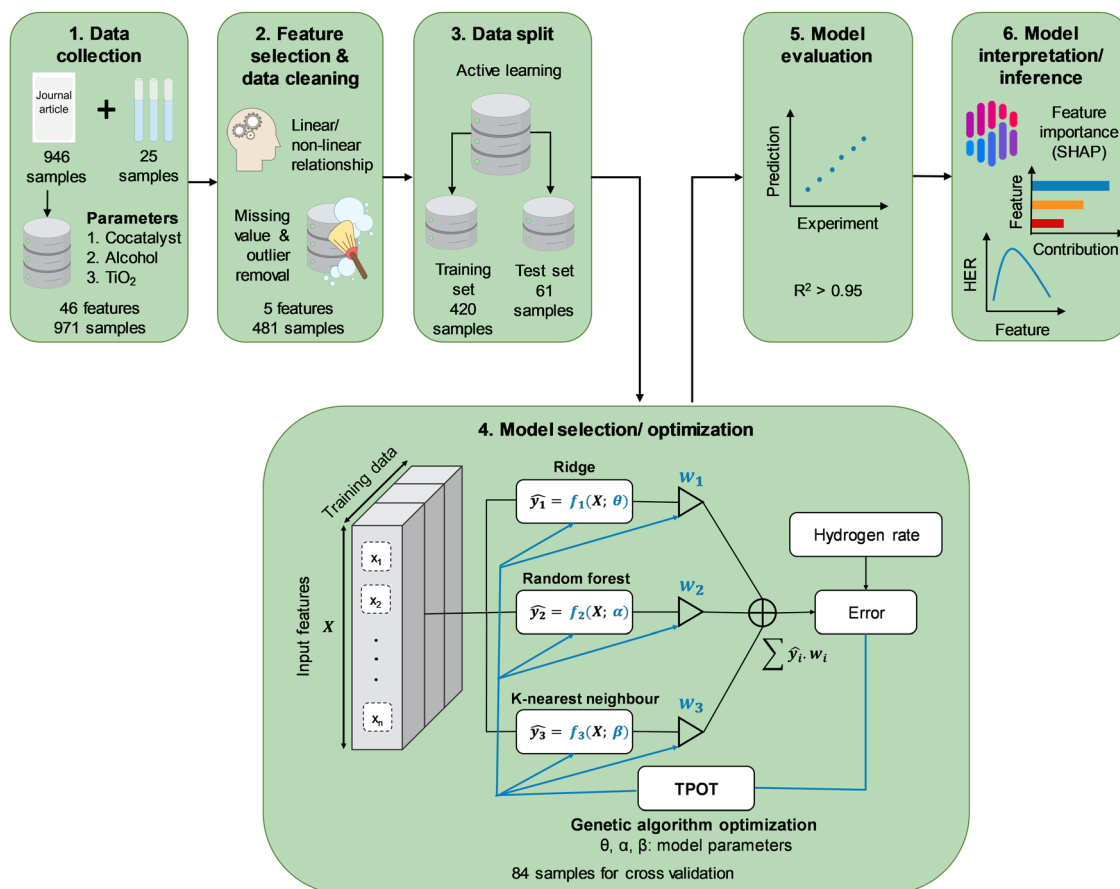 1. Data
collection
Journal
article
+
946
samples
25
samples
Parameters
1. Cocatalyst
2. Alcohol
3. TiO₂
46 features
971 samples
2. Feature
selection &
data cleaning
Linear/
non-linear
relationship
Missing
value &
outlier
removal
5 features
481 samples
3. Data split
Active learning
Training
set
420
samples
Test set
61
samples
5. Model
evaluation
Prediction
Experiment
R² > 0.95
6. Model
interpretation/
inference
Feature
importance
(SHAP)
Feature
Contribution
HER
Feature
4. Model selection/ optimization
Training data
Input features
X
x₁
x₂
xₙ
Ridge
ŷ₁ = f₁(X; θ)
w₁
Random forest
ŷ₂ = f₂(X; α)
w₂
K-nearest neighbour
ŷ₃ = f₃(X; β)
w₃
∑ ŷᵢ.wᵢ
Hydrogen rate
Error
TPOT
Genetic algorithm optimization
θ, α, β: model parameters
84 samples for cross validation